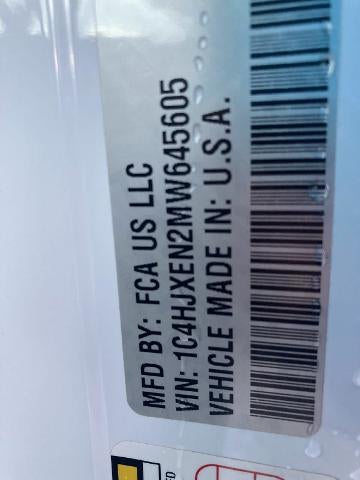 MFD BY: FCA US LLC
VIN: 1C4HJXEN2MW645605
VEHICLE MADE IN: U.S.A.